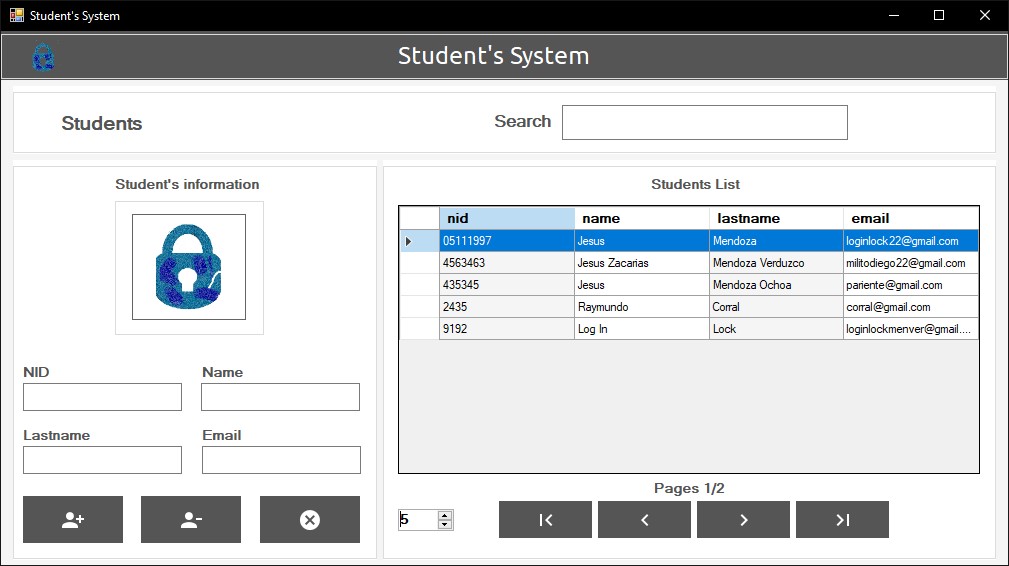 Student's System
Student's System
Students
Search
Student's information
NID
Name
Lastname
Email
Students List
nid name lastname email
05111997 Jesus Mendoza loginlock22@gmail.com
4563463 Jesus Zacarias Mendoza Verduzco militodiego22@gmail.com
435345 Jesus Mendoza Ochoa pariente@gmail.com
2435 Raymundo Corral corral@gmail.com
9192 Log In Lock loginlockmenver@gmail....
Pages 1/2
5